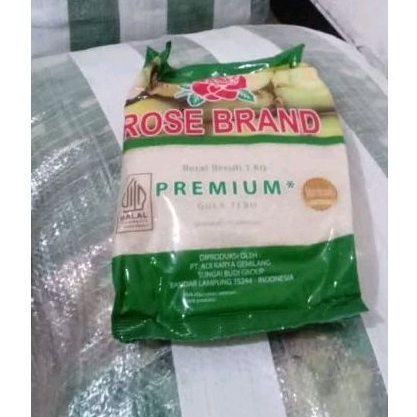 ROSE BRAND
Berat Bersih 1 Kg
PREMIUM*
GULA TEBU
HALAL
DIPRODUKSI OLEH
PT. ADI KARYA GEMILANG
SUNGAI BUDI GROUP
BANDAR LAMPUNG 35244 - INDONESIA